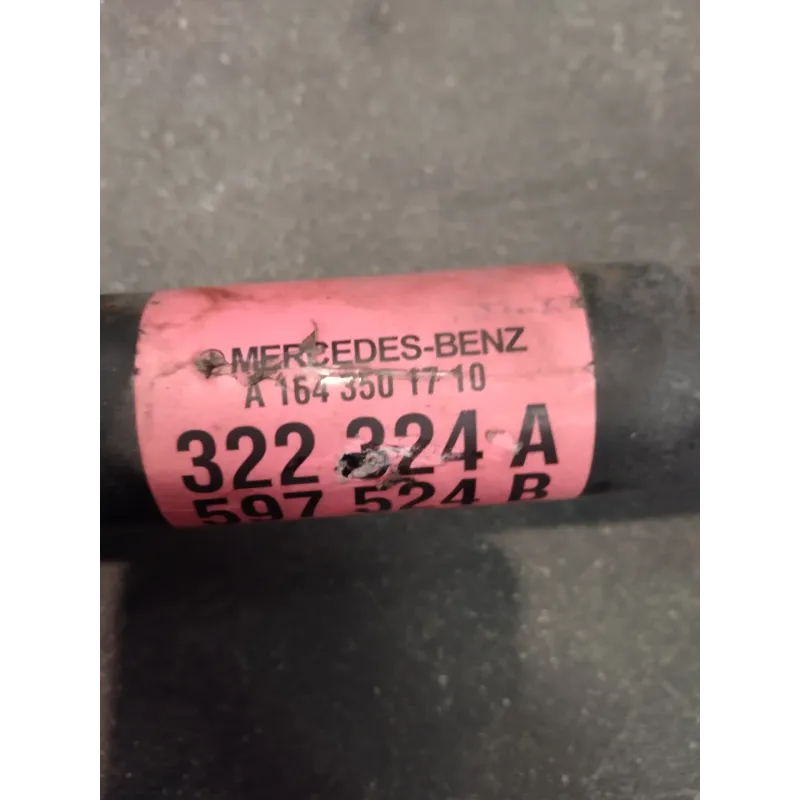 MERCEDES-BENZ
A 164 350 17 10
322 324 A
597 524 B